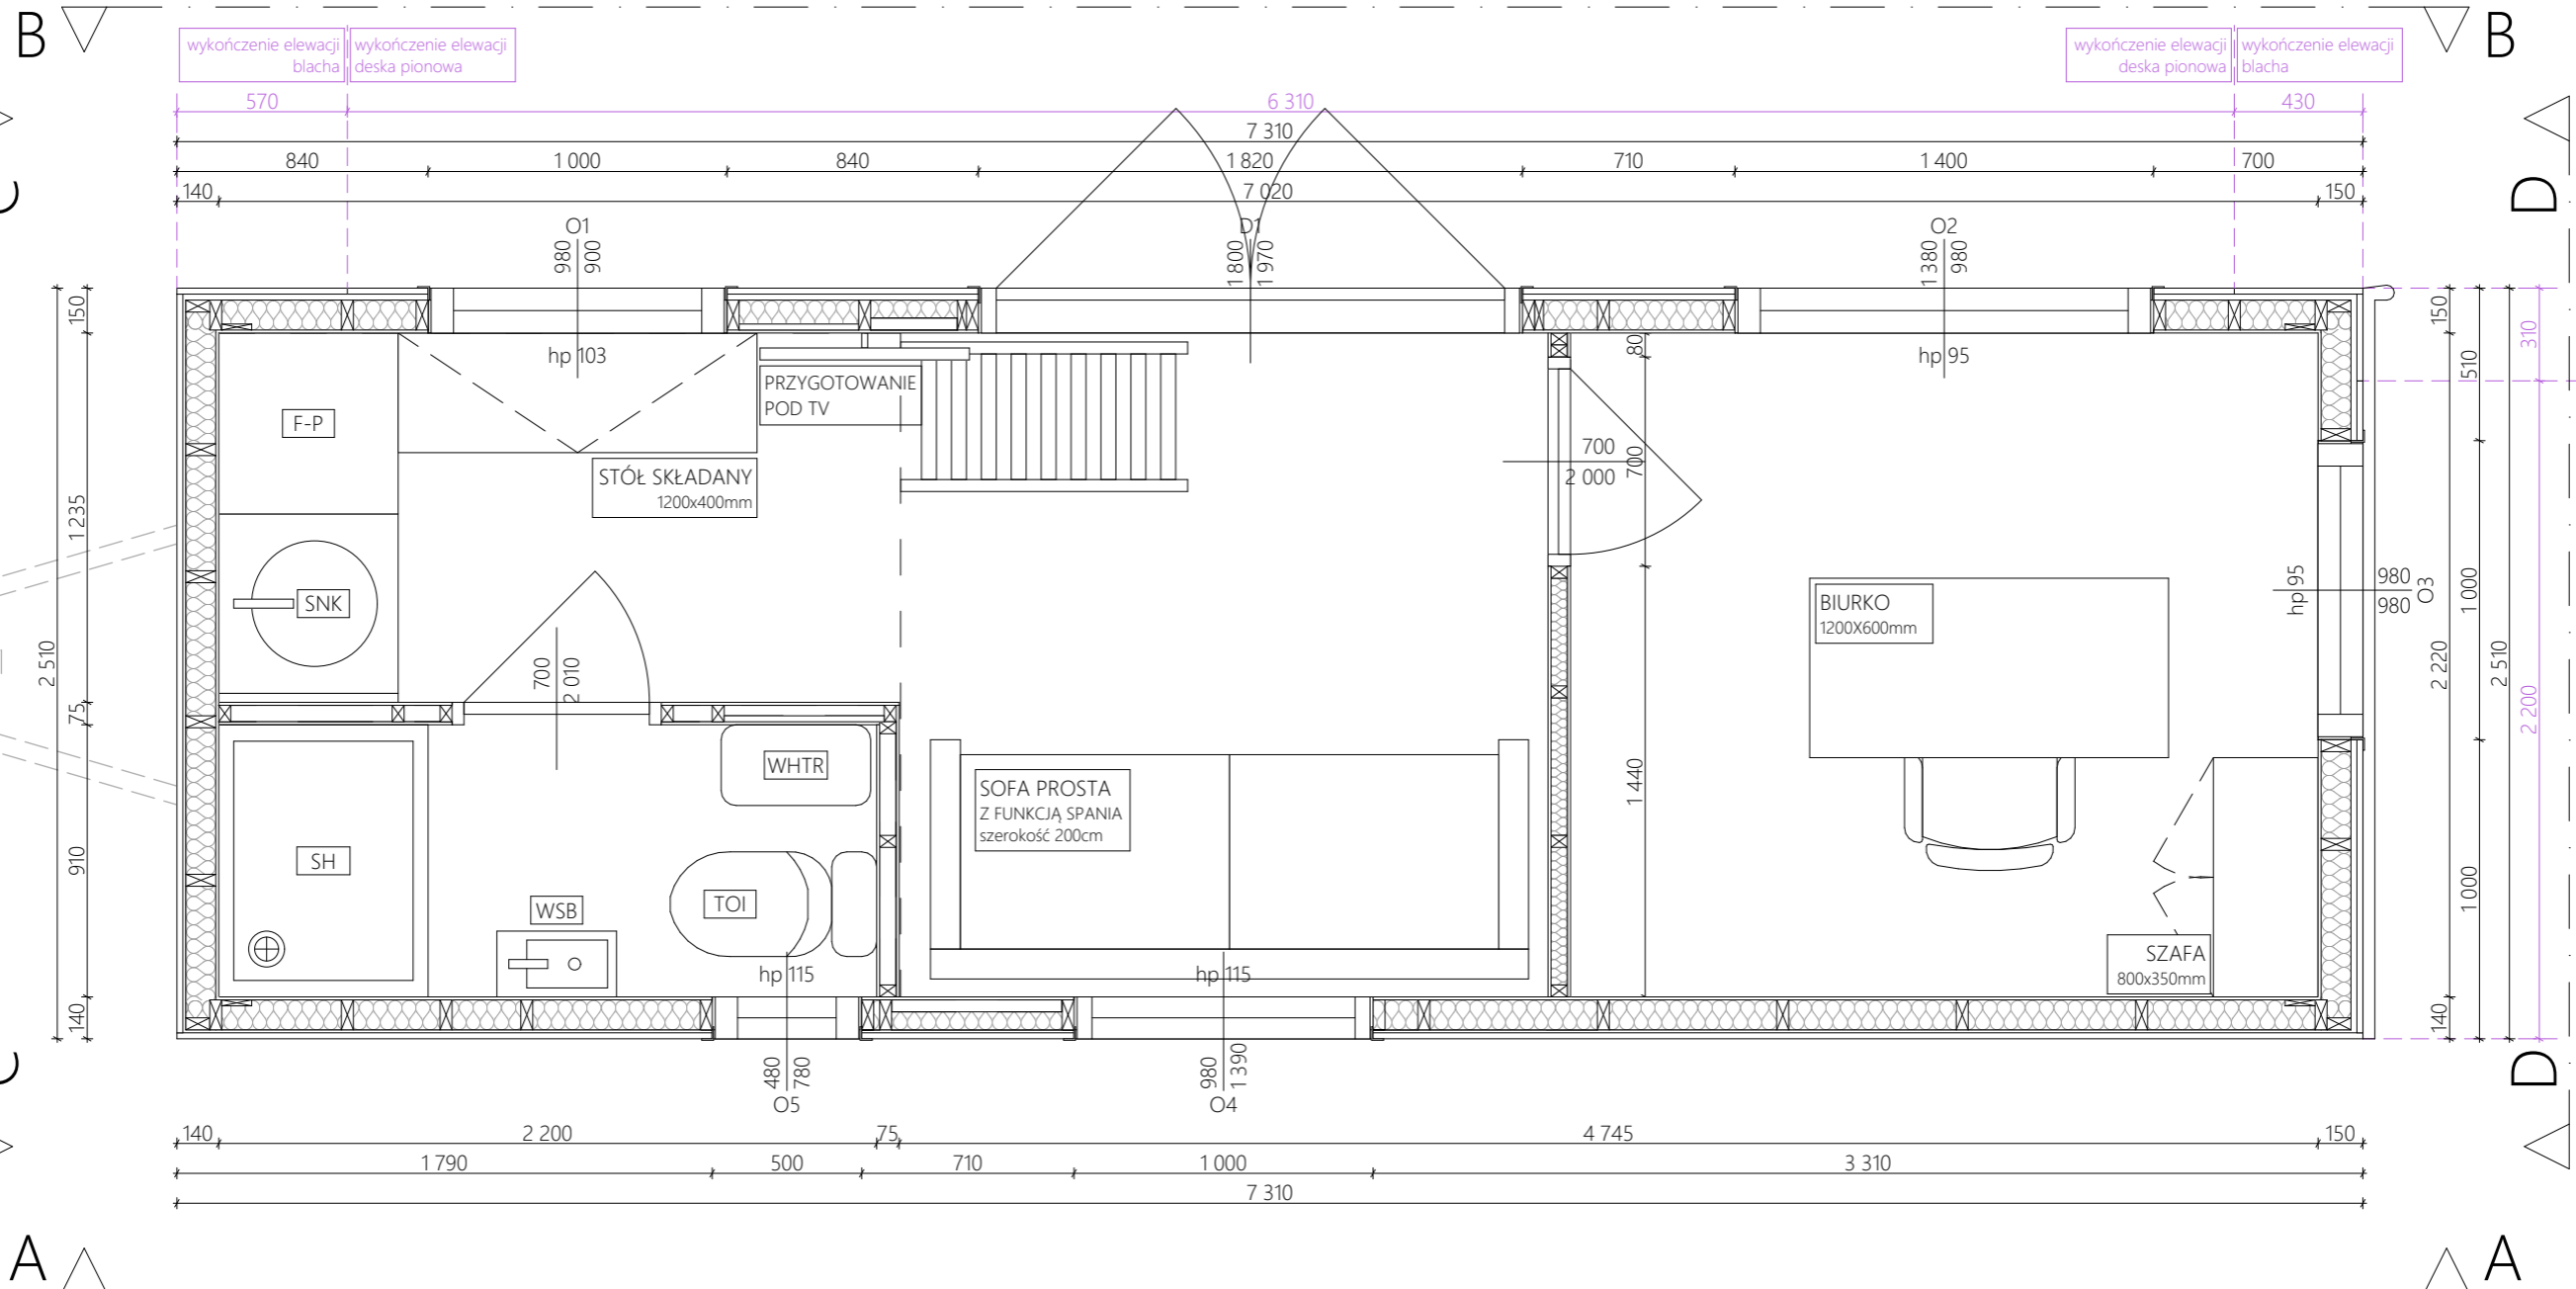 B
B
wykończenie elewacji
blacha
wykończenie elewacji
deska pionowa
wykończenie elewacji
deska pionowa
wykończenie elewacji
blacha
570
6 310
430
7 310
840
1 000
840
1 820
710
1 400
700
140
7 020
150
D
O1
980
900
D1
1 800
1 970
O2
1 380
980
hp 103
hp 95
PRZYGOTOWANIE
POD TV
F-P
STÓŁ SKŁADANY
1200x400mm
SNK
700
2 010
80
700
2 000
700
1 440
BIURKO
1200X600mm
hp 95
980
980
O3
150
1 235
75
910
140
2 510
150
510
1 000
1 000
2 220
140
2 510
310
2 200
WHTR
SH
WSB
TOI
SOFA PROSTA
Z FUNKCJĄ SPANIA
szerokość 200cm
SZAFA
800x350mm
hp 115
hp 115
480
780
O5
980
1 390
O4
D
140
2 200
75
4 745
150
1 790
500
710
1 000
3 310
7 310
A
A